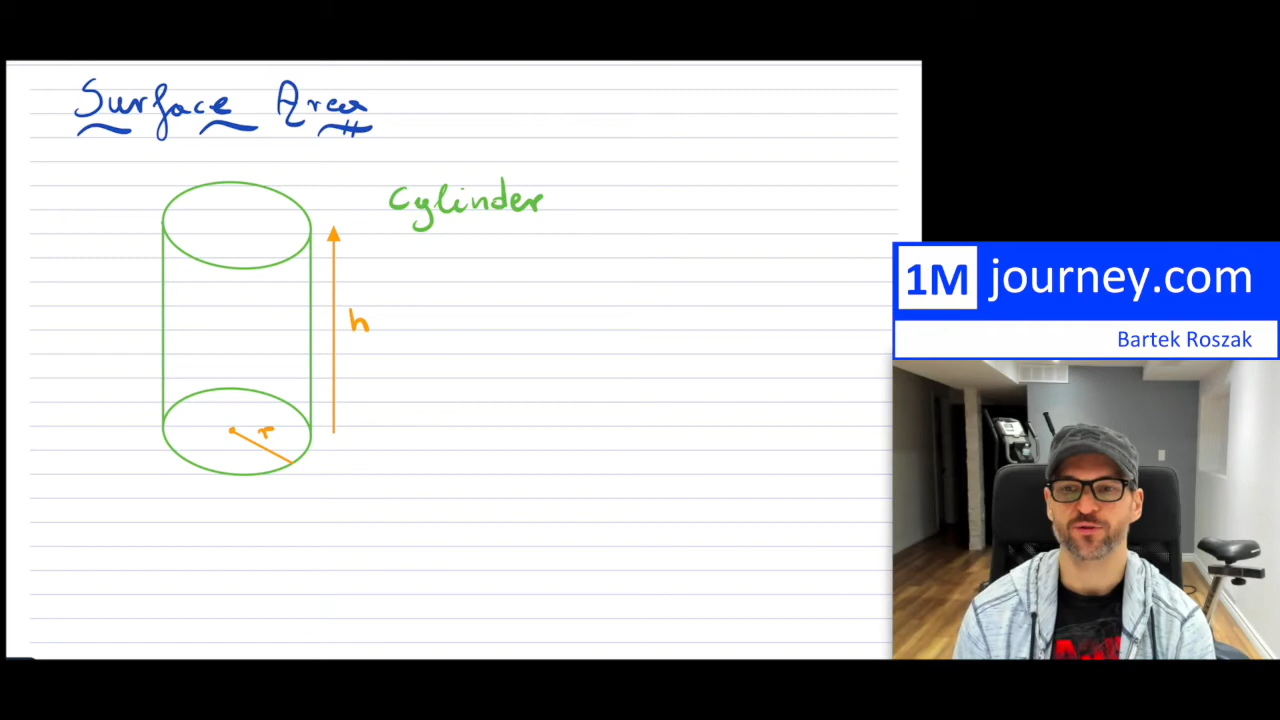 Surface Area
Cylinder
h
r
1M journey.com
Bartek Roszak